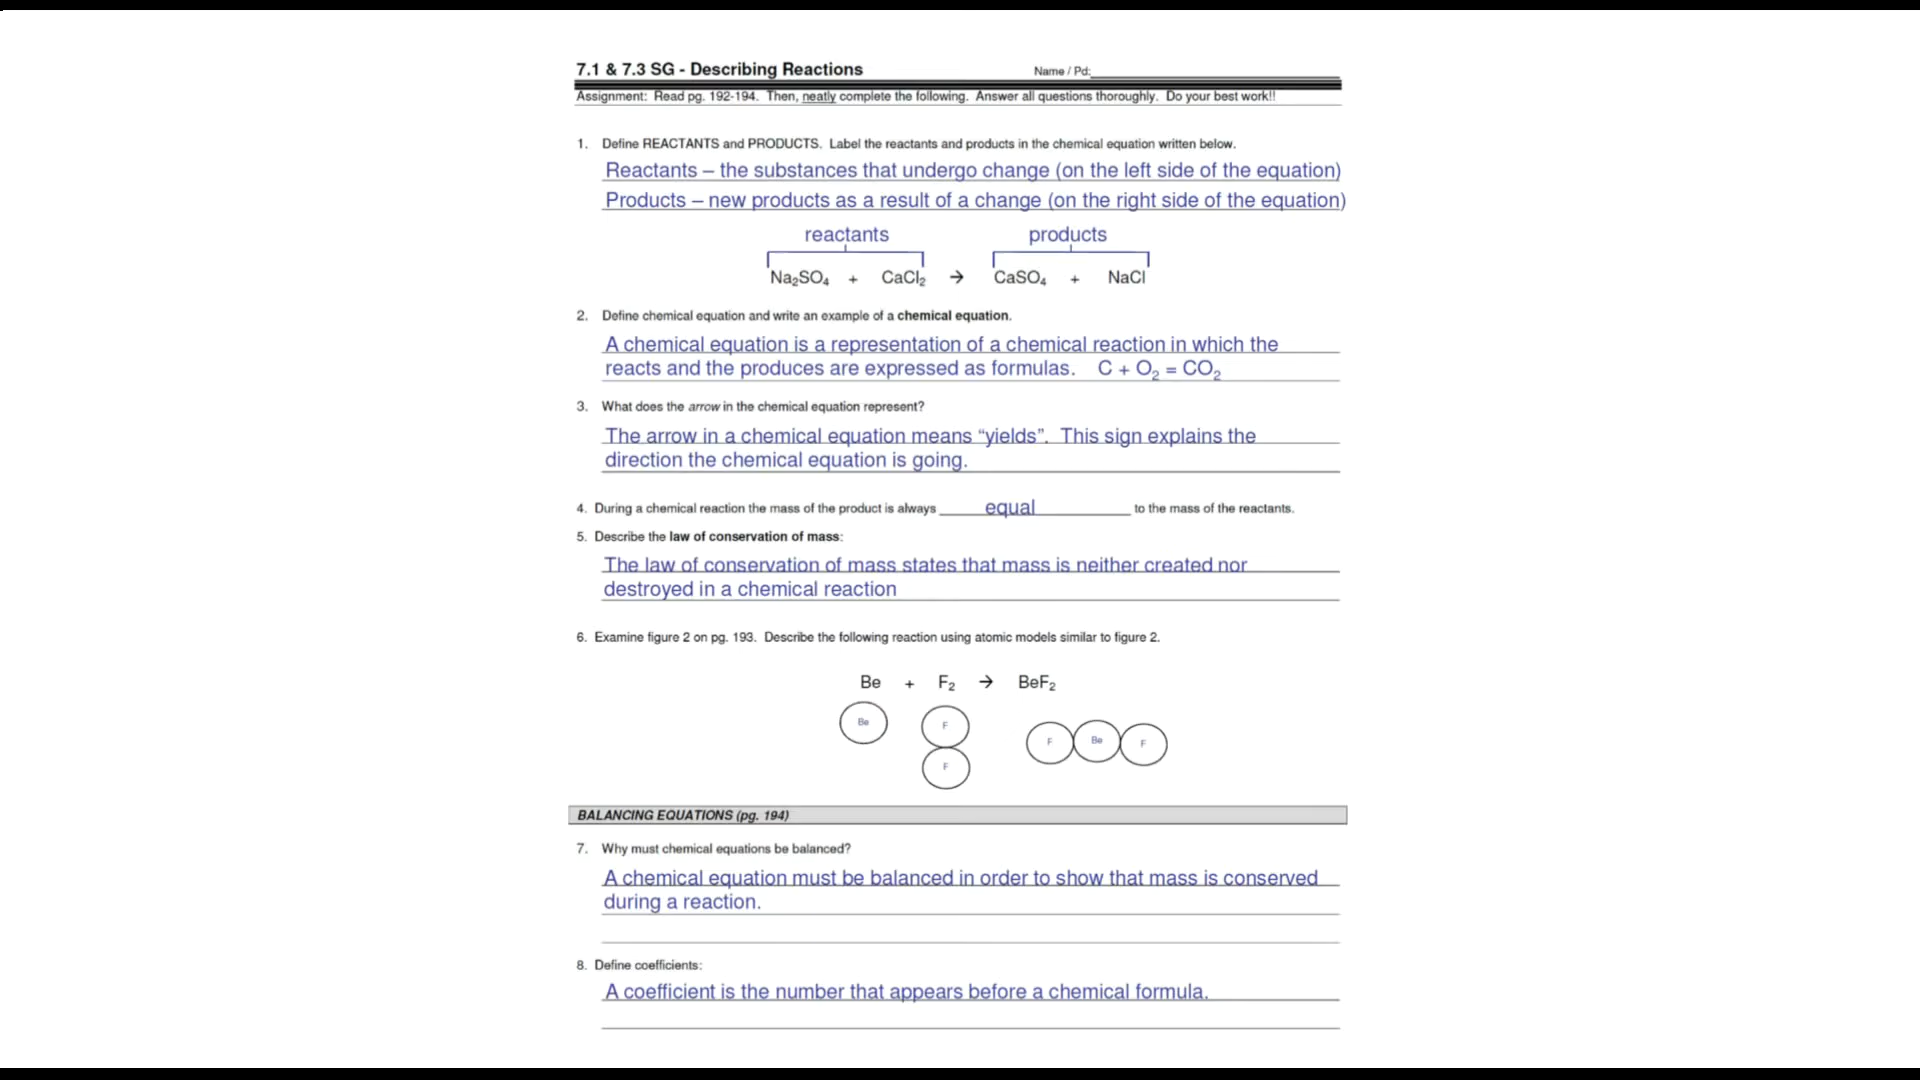 7.1 & 7.3 SG - Describing Reactions Name / Pd:
Assignment: Read pg. 192-194. Then, neatly complete the following. Answer all questions thoroughly. Do your best work!!
1. Define REACTANTS and PRODUCTS. Label the reactants and products in the chemical equation written below.
Reactants – the substances that undergo change (on the left side of the equation)
Products – new products as a result of a change (on the right side of the equation)
reactants products
Na₂SO₄ + CaCl₂ → CaSO₄ + NaCl
2. Define chemical equation and write an example of a chemical equation.
A chemical equation is a representation of a chemical reaction in which the
reacts and the produces are expressed as formulas. C + O₂ = CO₂
3. What does the arrow in the chemical equation represent?
The arrow in a chemical equation means “yields”. This sign explains the
direction the chemical equation is going.
4. During a chemical reaction the mass of the product is always equal to the mass of the reactants.
5. Describe the law of conservation of mass:
The law of conservation of mass states that mass is neither created nor
destroyed in a chemical reaction
6. Examine figure 2 on pg. 193. Describe the following reaction using atomic models similar to figure 2.
Be + F₂ → BeF₂
Be F F Be F
F
BALANCING EQUATIONS (pg. 194)
7. Why must chemical equations be balanced?
A chemical equation must be balanced in order to show that mass is conserved
during a reaction.
8. Define coefficients:
A coefficient is the number that appears before a chemical formula.